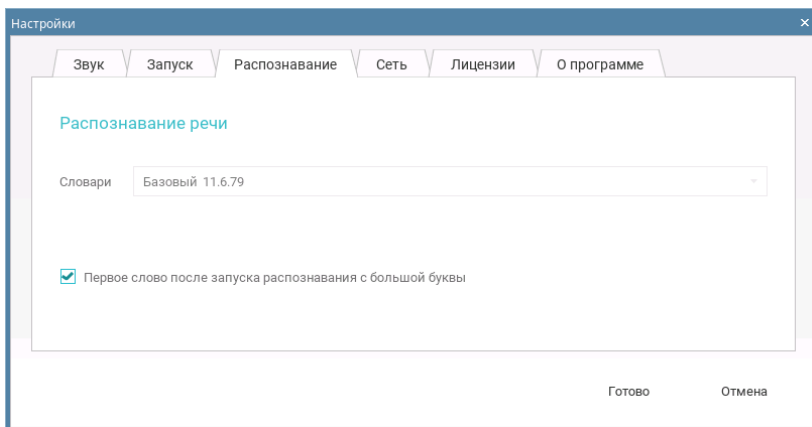 Настройки
Звук Запуск Распознавание Сеть Лицензии О программе
Распознавание речи
Словари Базовый 11.6.79
Первое слово после запуска распознавания с большой буквы
Готово Отмена